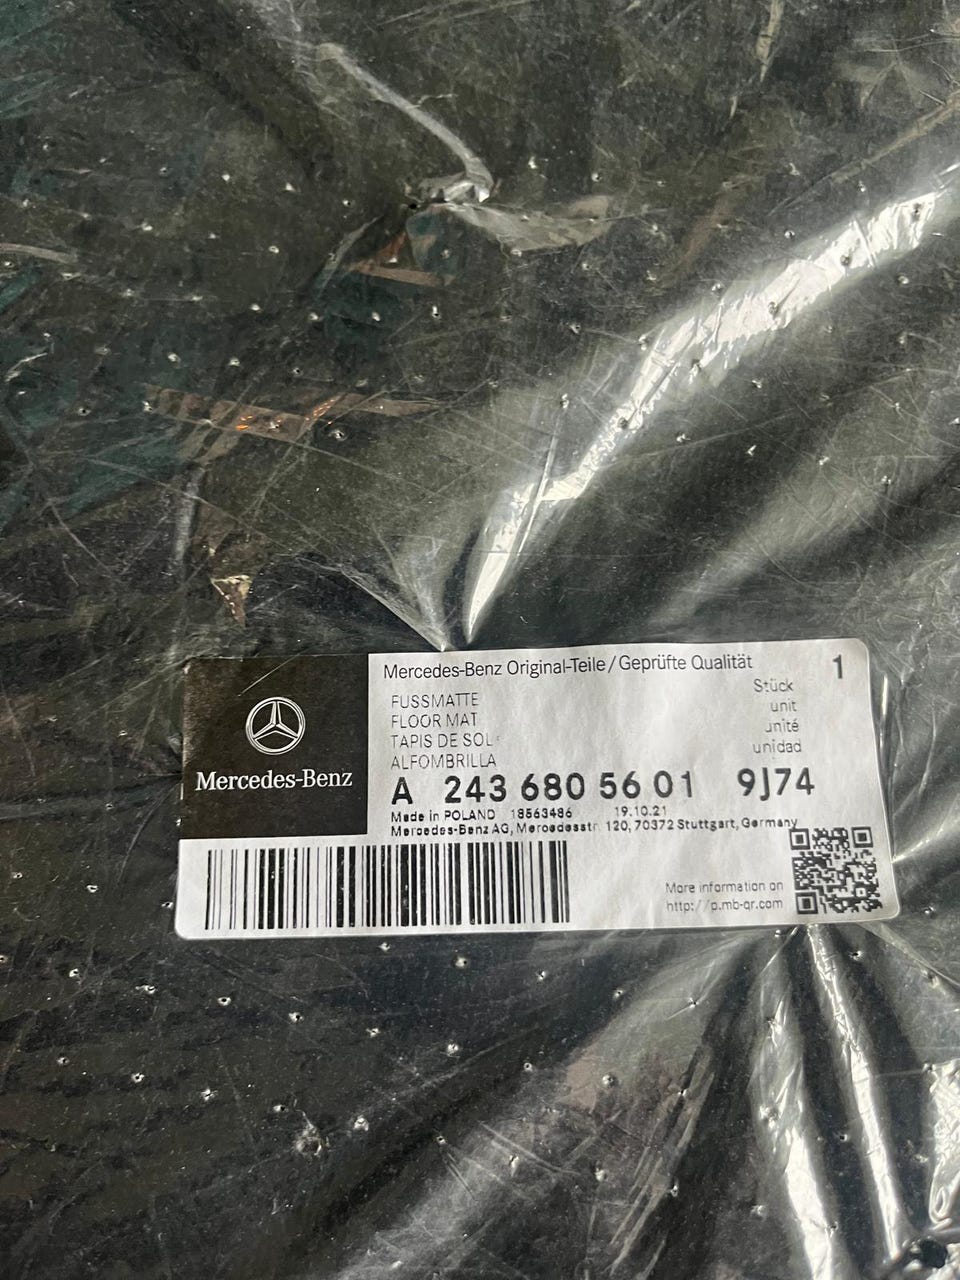 Mercedes-Benz
Mercedes-Benz Original-Teile/Geprüfte Qualität 1
FUSSMATTE Stück
FLOOR MAT unit
TAPIS DE SOL unité
ALFOMBRILLA unidad
A 243 680 56 01 9J74
Made in POLAND 18563486 19.10.21
Mercedes-Benz AG, Mercedesstr. 120, 70372 Stuttgart, Germany
More information on
http://p.mb-qr.com